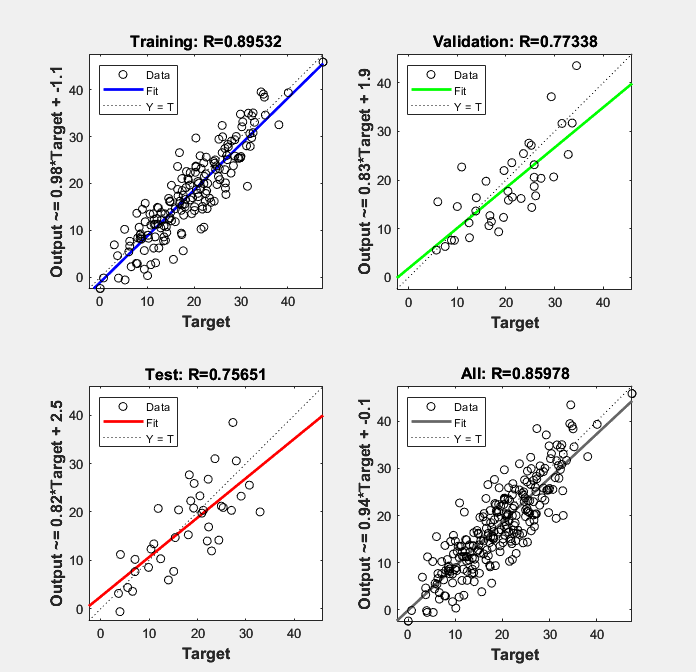 Training: R=0.89532
Output ~= 0.98*Target + -1.1
Data
Fit
Y = T
40
30
20
10
0
0 10 20 30 40
Target
Validation: R=0.77338
Output ~= 0.83*Target + 1.9
Data
Fit
Y = T
40
30
20
10
0
0 10 20 30 40
Target
Test: R=0.75651
Output ~= 0.82*Target + 2.5
Data
Fit
Y = T
40
30
20
10
0
0 10 20 30 40
Target
All: R=0.85978
Output ~= 0.94*Target + -0.1
Data
Fit
Y = T
40
30
20
10
0
0 10 20 30 40
Target